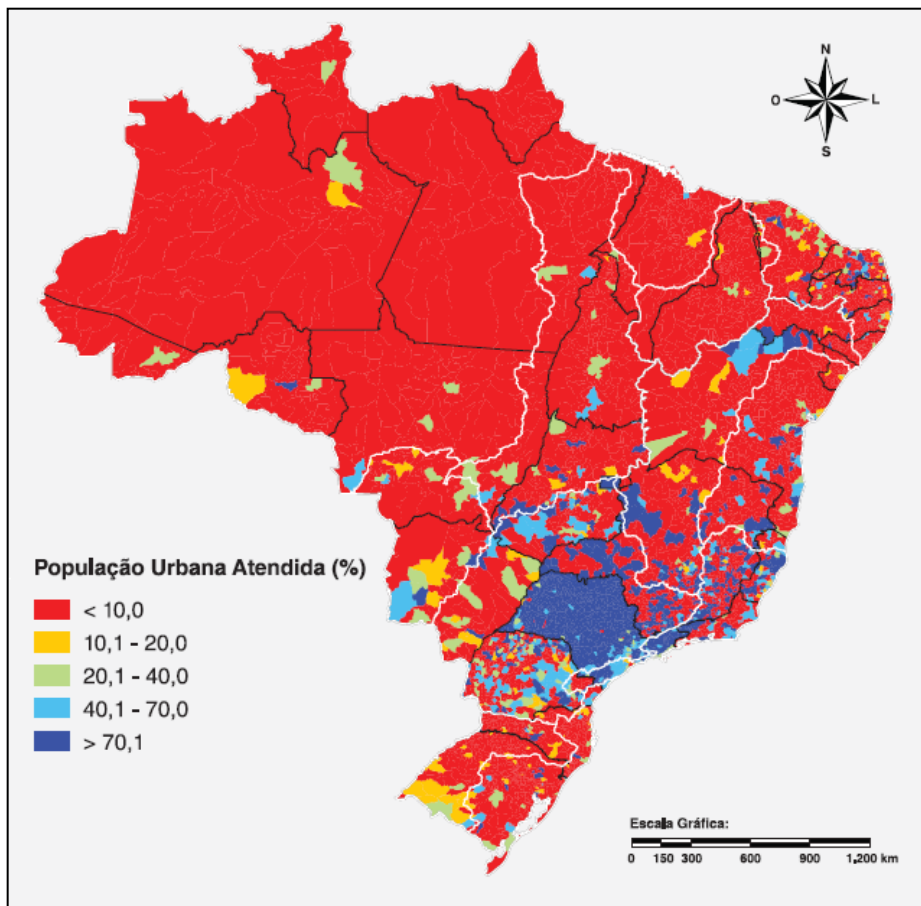 N
O L
S
População Urbana Atendida (%)
< 10,0
10,1 - 20,0
20,1 - 40,0
40,1 - 70,0
> 70,1
Escala Gráfica:
0 150 300 600 900 1,200 km